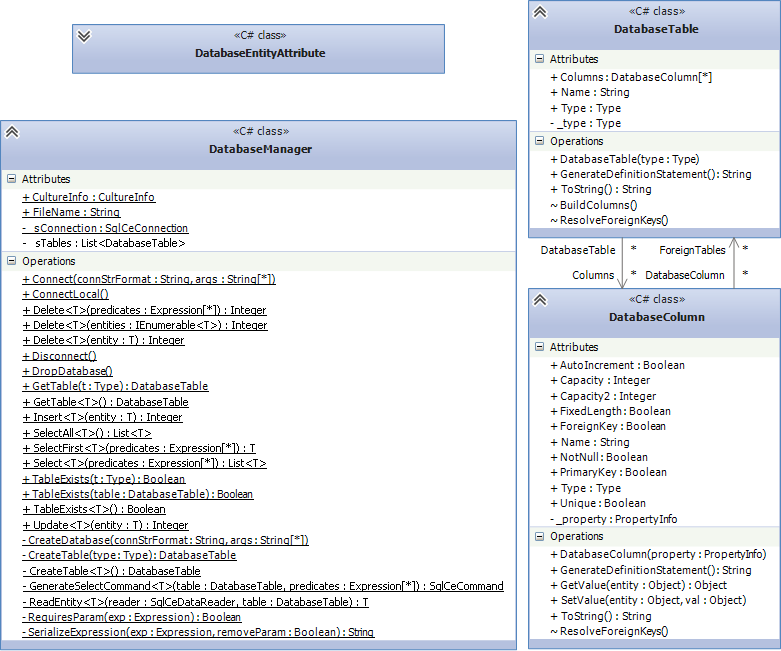 «C# class»
DatabaseEntityAttribute
«C# class»
DatabaseManager
Attributes
+ CultureInfo : CultureInfo
+ FileName : String
- _sConnection : SqlCeConnection
- _sTables : List<DatabaseTable>
Operations
+ Connect(connStrFormat : String, args : String[*])
+ ConnectLocal()
+ Delete<T>(predicates : Expression[*]) : Integer
+ Delete<T>(entities : IEnumerable<T>) : Integer
+ Delete<T>(entity : T) : Integer
+ Disconnect()
+ DropDatabase()
+ GetTable(t : Type) : DatabaseTable
+ GetTable<T>() : DatabaseTable
+ Insert<T>(entity : T) : Integer
+ SelectAll<T>() : List<T>
+ SelectFirst<T>(predicates : Expression[*]) : T
+ Select<T>(predicates : Expression[*]) : List<T>
+ TableExists(t : Type) : Boolean
+ TableExists(table : DatabaseTable) : Boolean
+ TableExists<T>() : Boolean
+ Update<T>(entity : T) : Integer
- CreateDatabase(connStrFormat : String, args : String[*])
- CreateTable(type : Type) : DatabaseTable
- CreateTable<T>() : DatabaseTable
- GenerateSelectCommand<T>(table : DatabaseTable, predicates : Expression[*]) : SqlCeCommand
- ReadEntity<T>(reader : SqlCeDataReader, table : DatabaseTable) : T
- RequiresParam(exp : Expression) : Boolean
- SerializeExpression(exp : Expression, removeParam : Boolean) : String
«C# class»
DatabaseTable
Attributes
+ Columns : DatabaseColumn[*]
+ Name : String
+ Type : Type
- _type : Type
Operations
+ DatabaseTable(type : Type)
+ GenerateDefinitionStatement() : String
+ ToString() : String
~ BuildColumns()
~ ResolveForeignKeys()
DatabaseTable * ForeignTables *
Columns * DatabaseColumn *
«C# class»
DatabaseColumn
Attributes
+ AutoIncrement : Boolean
+ Capacity : Integer
+ Capacity2 : Integer
+ FixedLength : Boolean
+ ForeignKey : Boolean
+ Name : String
+ NotNull : Boolean
+ PrimaryKey : Boolean
+ Type : Type
+ Unique : Boolean
- _property : PropertyInfo
Operations
+ DatabaseColumn(property : PropertyInfo)
+ GenerateDefinitionStatement() : String
+ GetValue(entity : Object) : Object
+ SetValue(entity : Object, val : Object)
+ ToString() : String
~ ResolveForeignKeys()